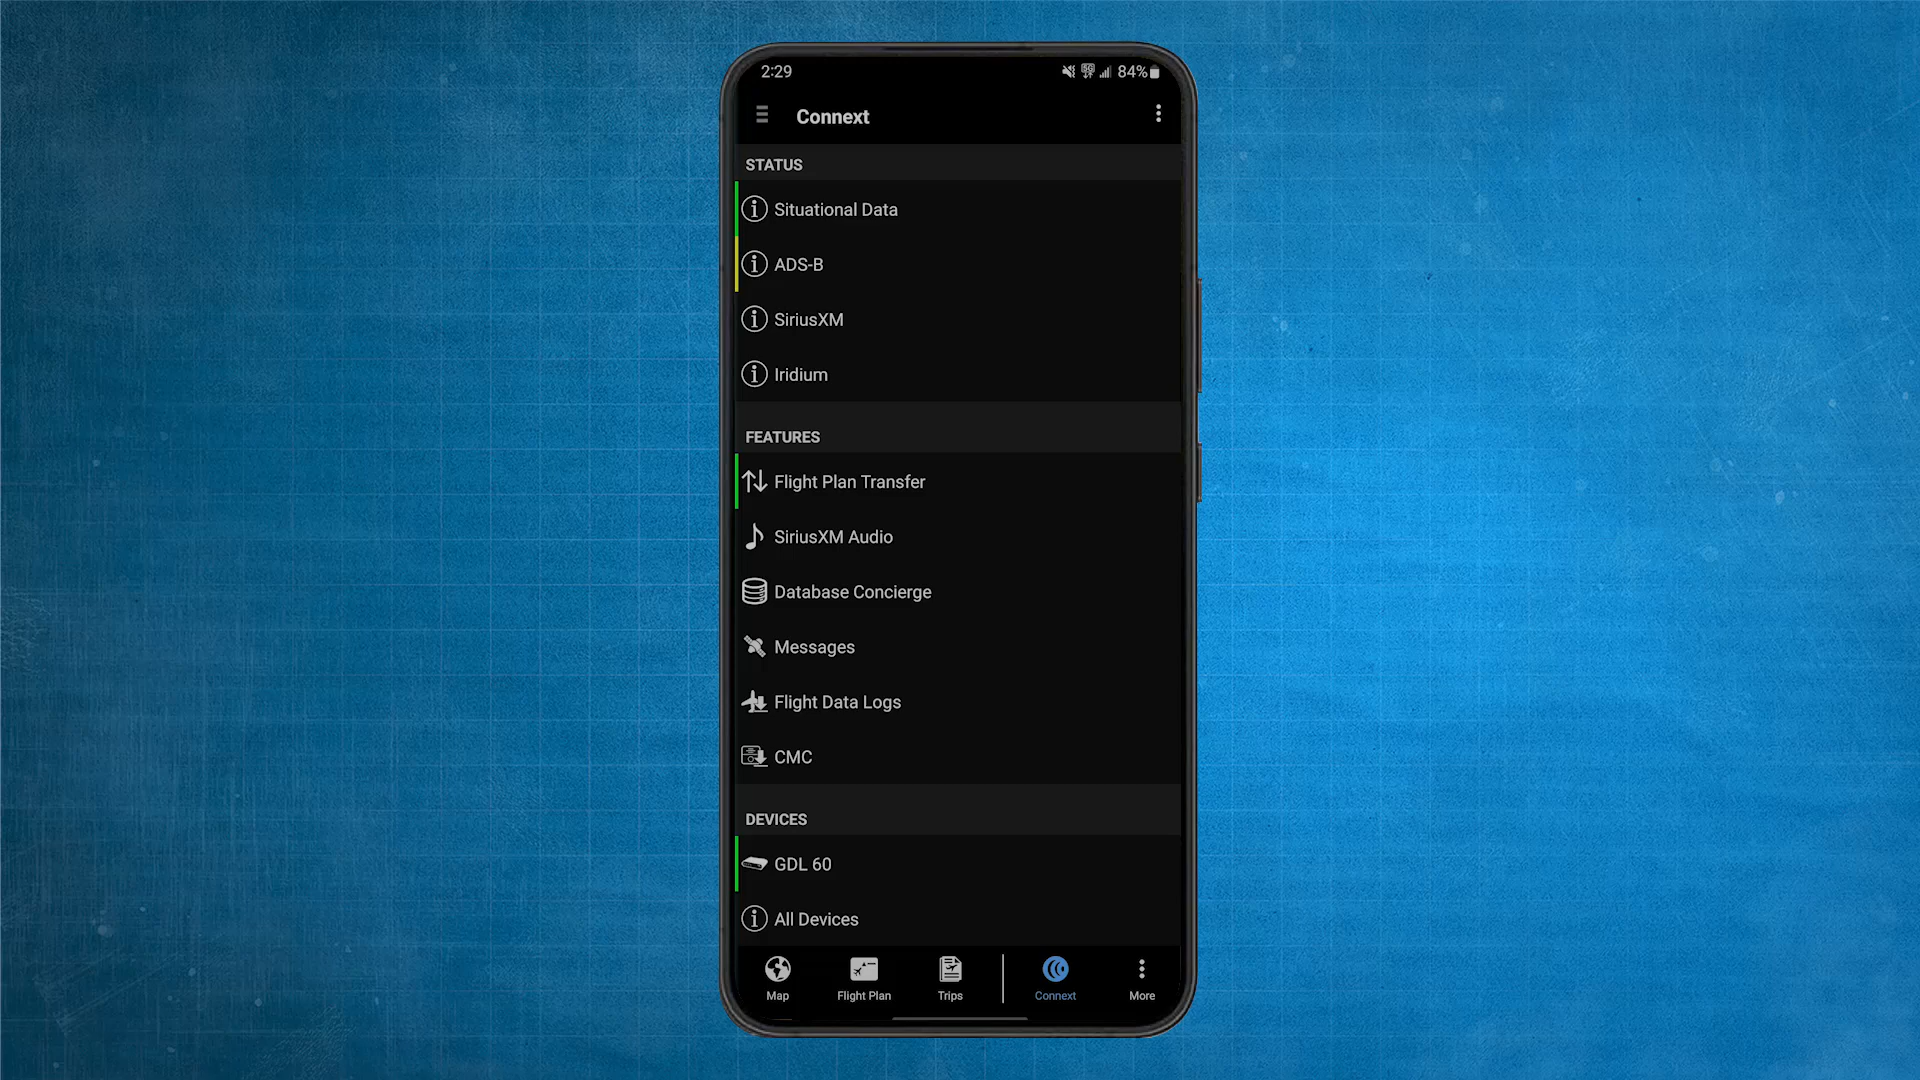 2:29
84%
Connext
STATUS
Situational Data
ADS-B
SiriusXM
Iridium
FEATURES
Flight Plan Transfer
SiriusXM Audio
Database Concierge
Messages
Flight Data Logs
CMC
DEVICES
GDL 60
All Devices
Map
Flight Plan
Trips
Connext
More